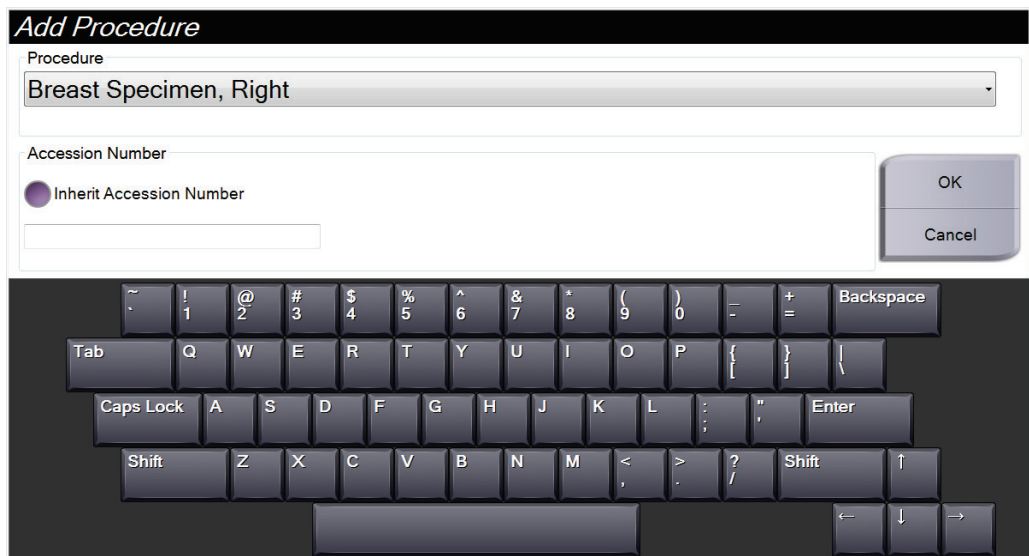 Add Procedure
Procedure
Breast Specimen, Right
Accession Number
Inherit Accession Number
OK
Cancel
~ ! @ # $ % ^ & * ( ) _ + Backspace
` 1 2 3 4 5 6 7 8 9 0 - =
Tab Q W E R T Y U I O P { } |
[ ] \
Caps Lock A S D F G H J K L : " Enter
; '
Shift Z X C V B N M < > ? Shift ↑
, . /
← ↓ →